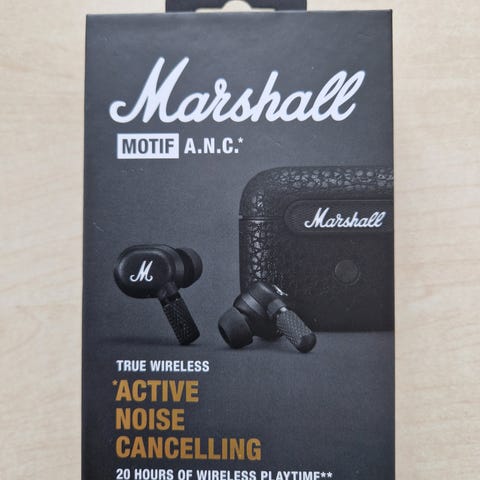 Marshall
MOTIF A.N.C.*
Marshall
M
TRUE WIRELESS
*ACTIVE
NOISE
CANCELLING
20 HOURS OF WIRELESS PLAYTIME**